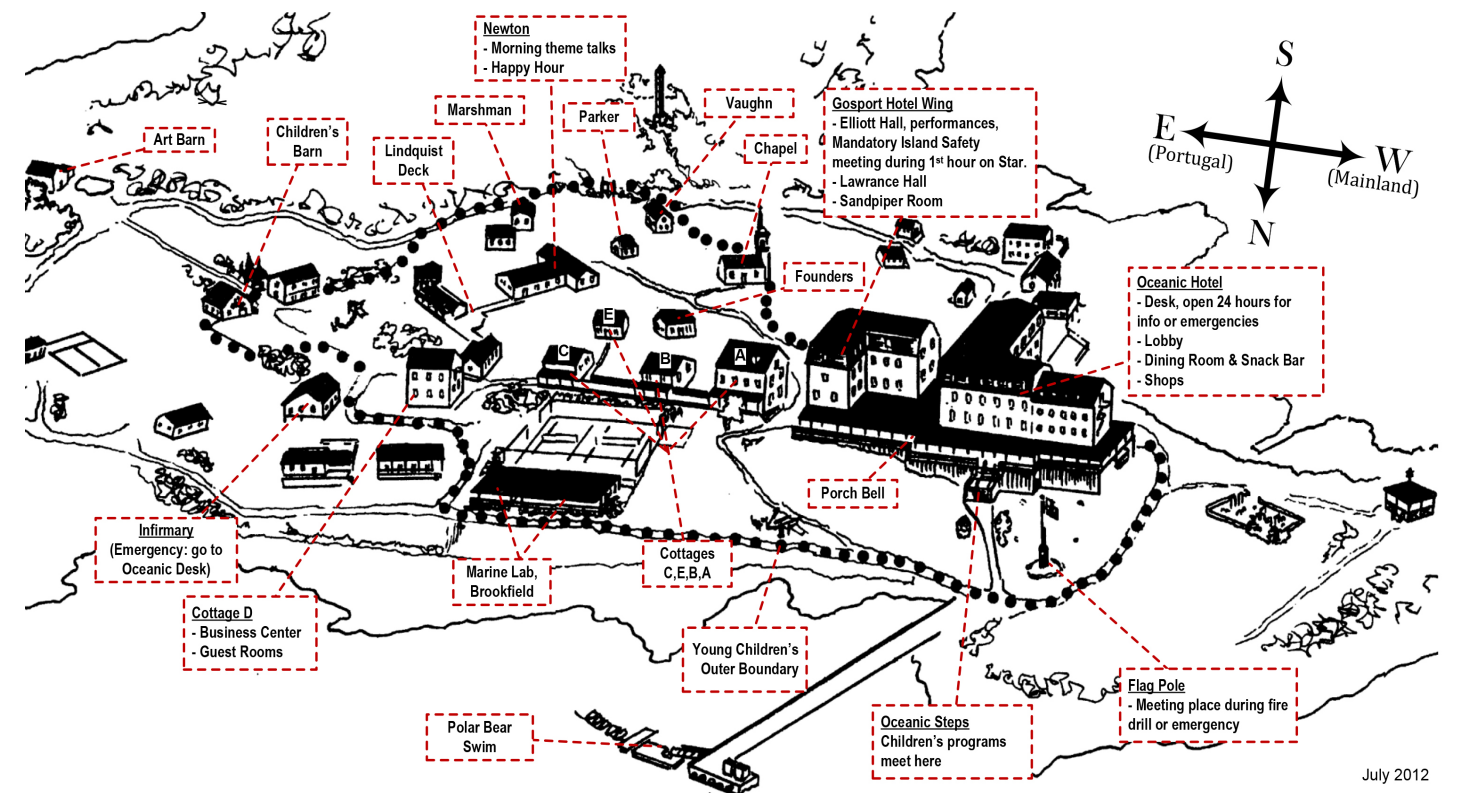 Newton
- Morning theme talks
- Happy Hour
Marshman
Parker
Vaughn
Chapel
Lindquist
Deck
Children's
Barn
Art Barn
Gosport Hotel Wing
- Elliott Hall, performances,
Mandatory Island Safety
meeting during 1st hour on Star.
- Lawrance Hall
- Sandpiper Room
S
E
(Portugal)
W
(Mainland)
N
Founders
Oceanic Hotel
- Desk, open 24 hours for
info or emergencies
- Lobby
- Dining Room & Snack Bar
- Shops
E
C
B
A
Porch Bell
Infirmary
(Emergency: go to
Oceanic Desk)
Marine Lab,
Brookfield
Cottages
C,E,B,A
Cottage D
- Business Center
- Guest Rooms
Young Children's
Outer Boundary
Polar Bear
Swim
Oceanic Steps
Children's programs
meet here
Flag Pole
- Meeting place during fire
drill or emergency
July 2012